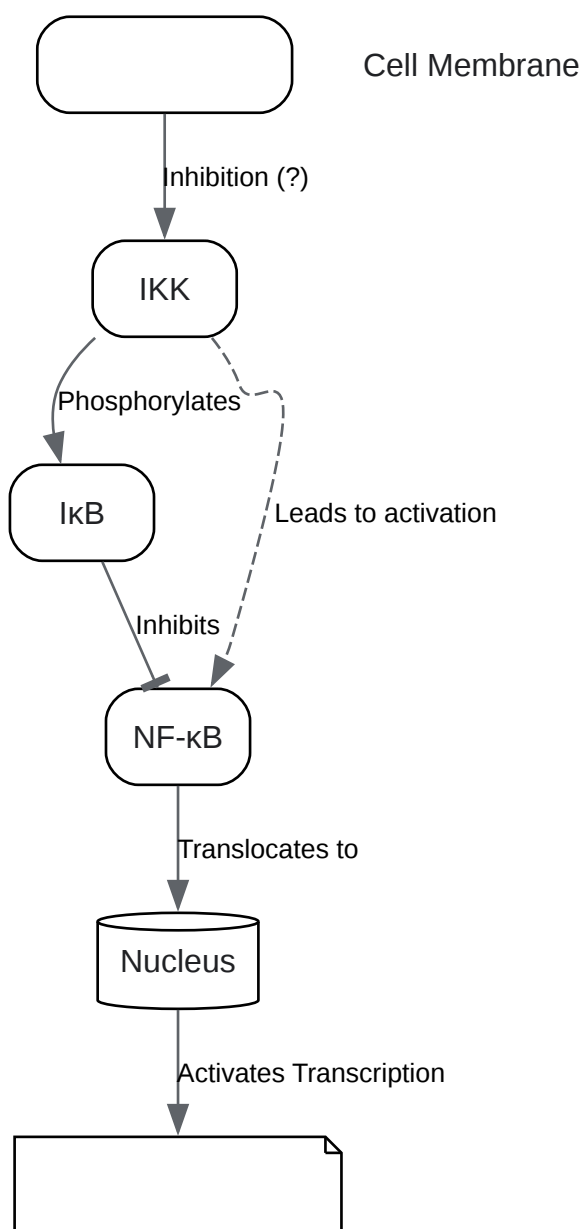 Cell Membrane
Inhibition (?)
IKK
Phosphorylates
IκB
Leads to activation
Inhibits
NF-κB
Translocates to
Nucleus
Activates Transcription